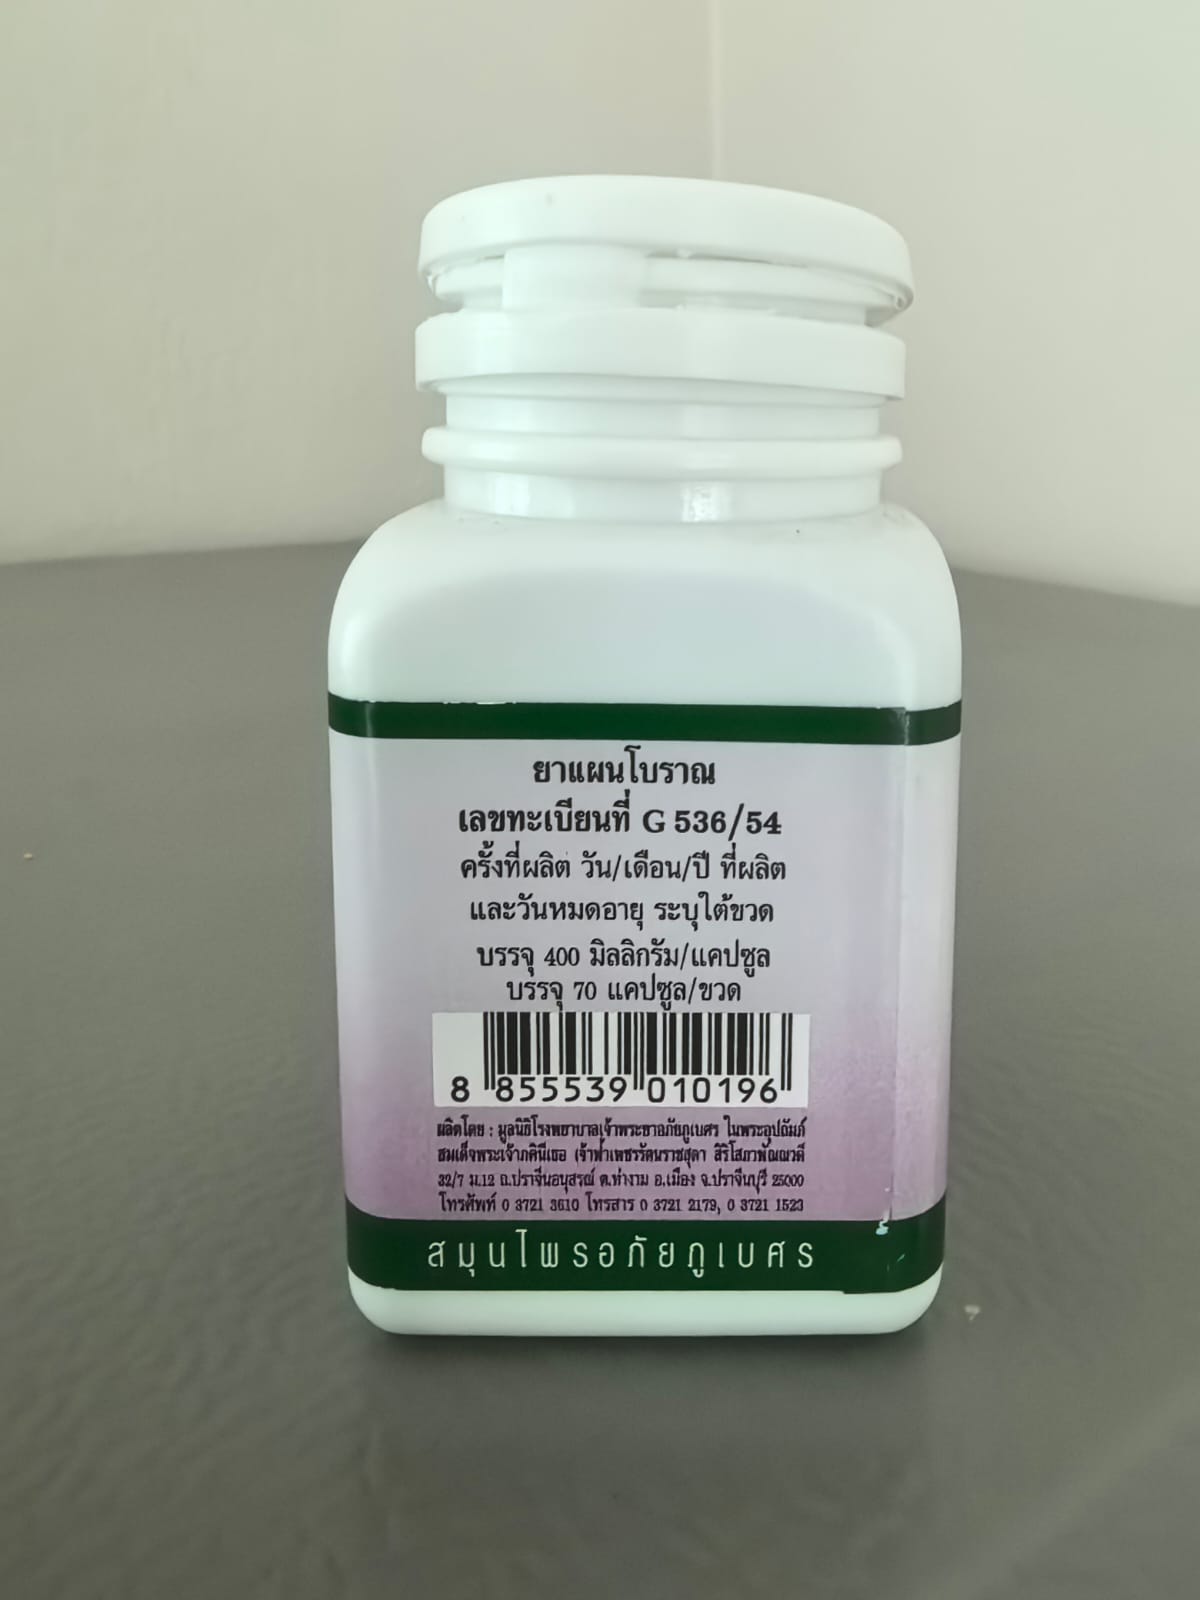 ยาแผนโบราณ
เลขทะเบียนที่ G 536/54
ครั้งที่ผลิต วัน/เดือน/ปี ที่ผลิต
และวันหมดอายุ ระบุใต้ขวด
บรรจุ 400 มิลลิกรัม/แคปซูล
บรรจุ 70 แคปซูล/ขวด
8 855539 010196
ผลิตโดย : มูลนิธิโรงพยาบาลเจ้าพระยาอภัยภูเบศร ในพระอุปถัมภ์
สมเด็จพระเจ้าภคินีเธอ เจ้าฟ้าเพชรรัตนราชสุดา สิริโสภาพัณณวดี
32/7 ม.12 ถ.ปราจีนอนุสรณ์ ต.ท่างาม อ.เมือง จ.ปราจีนบุรี 25000
โทรศัพท์ 0 3721 3610 โทรสาร 0 3721 2179, 0 3721 1523
สมุนไพรอภัยภูเบศร